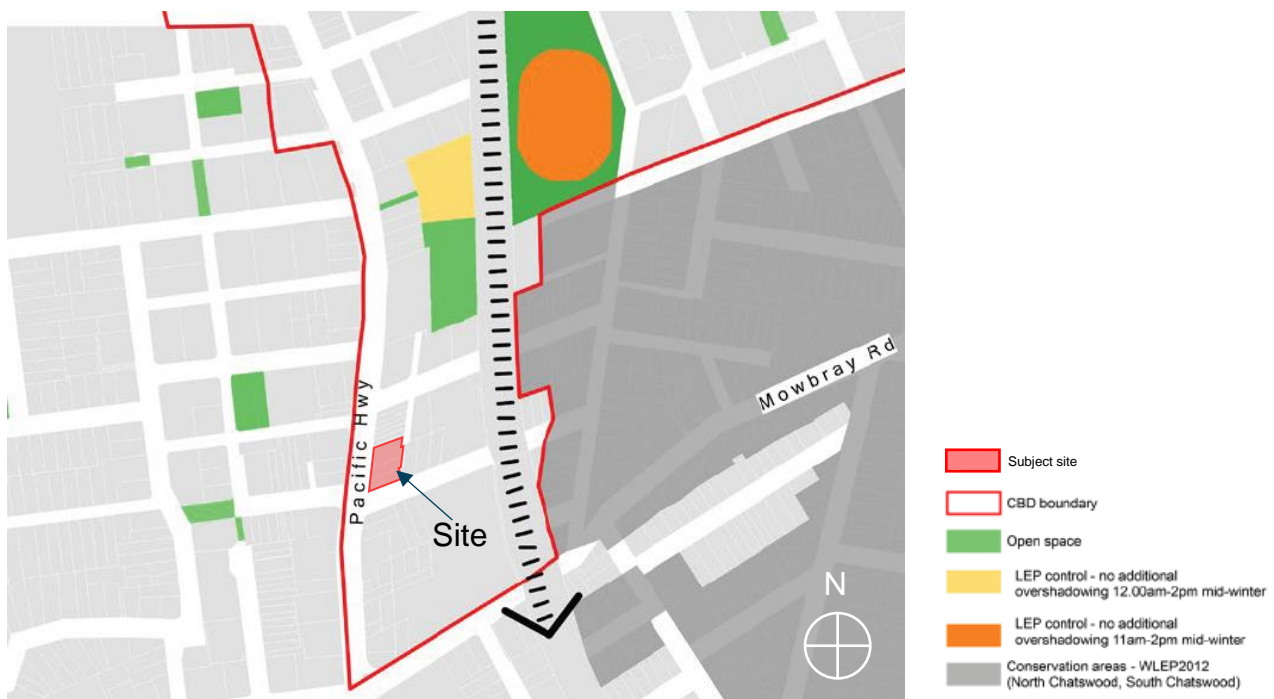 Pacific Hwy
Mowbray Rd
Site
N
Subject site
CBD boundary
Open space
LEP control - no additional
overshadowing 12.00am-2pm mid-winter
LEP control - no additional
overshadowing 11am-2pm mid-winter
Conservation areas - WLEP2012
(North Chatswood, South Chatswood)